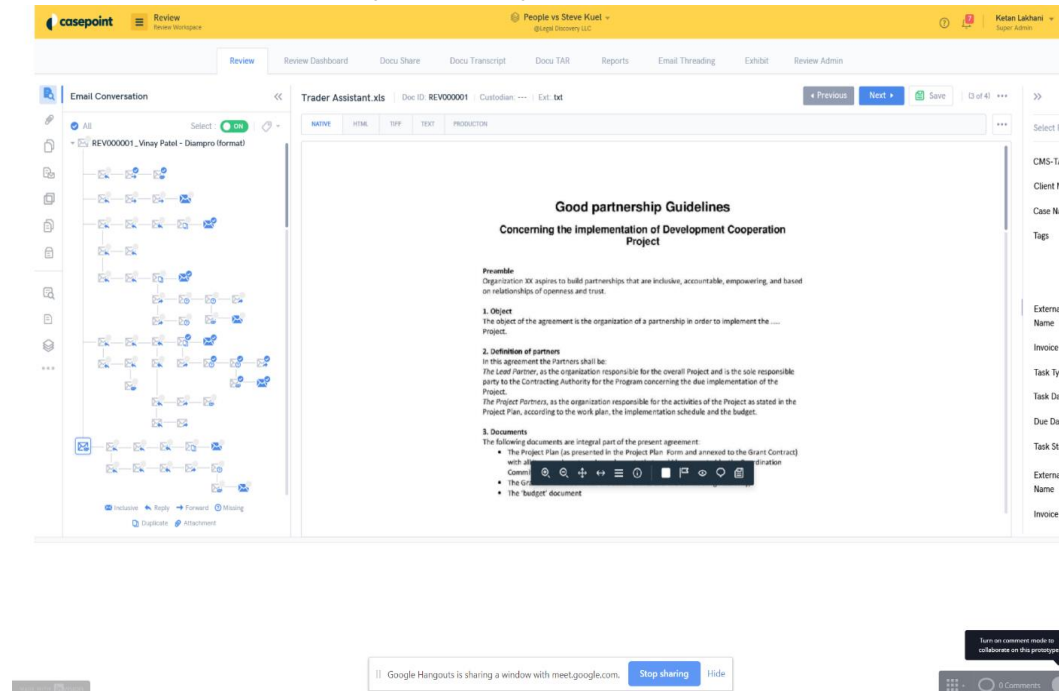 casepoint
Review
Review Workspace
People vs Steve Kuel
@Legal Discovery LLC
7
Ketan Lakhani
Super Admin
Review
Review Dashboard
Docu Share
Docu Transcript
Docu TAR
Reports
Email Threading
Exhibit
Review Admin
Email Conversation
All
Select : ON
REV000001_Vinay Patel - Diampro (format)
Inclusive Reply Forward Missing
Duplicate Attachment
Trader Assistant.xls Doc ID: REV000001 Custodian: --- Ext: txt
Previous Next Save (3 of 4)
NATIVE HTML TIFF TEXT PRODUCTON
Good partnership Guidelines
Concerning the implementation of Development Cooperation
Project
Preamble
Organization XX aspires to build partnerships that are inclusive, accountable, empowering, and based
on relationships of openness and trust.
1. Object
The object of the agreement is the organization of a partnership in order to implement the .....
Project.
2. Definition of partners
In this agreement the Partners shall be:
The Lead Partner, as the organization responsible for the overall Project and is the sole responsible
party to the Contracting Authority for the Program concerning the due implementation of the
Project.
The Project Partners, as the organization responsible for the activities of the Project as stated in the
Project Plan, according to the work plan, the implementation schedule and the budget.
3. Documents
The following documents are integral part of the present agreement:
• The Project Plan (as presented in the Project Plan Form and annexed to the Grant Contract)
with
• The
• The 'budget' document
Select
CMS-TA
Client
Case
Tags
Externa
Name
Invoice
Task Ty
Task Da
Due Da
Task St
Externa
Name
Invoice
Turn on comment mode to
collaborate on this prototype
Google Hangouts is sharing a window with meet.google.com. Stop sharing Hide
0 Comments